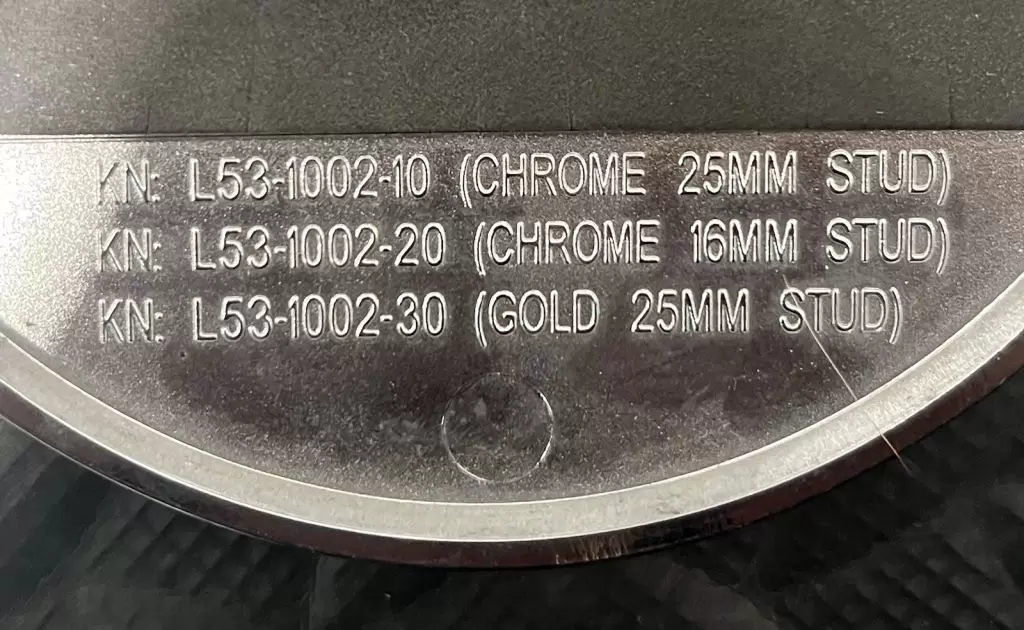 KN: L53-1002-10 (CHROME 25MM STUD)
KN: L53-1002-20 (CHROME 16MM STUD)
KN: L53-1002-30 (GOLD 25MM STUD)